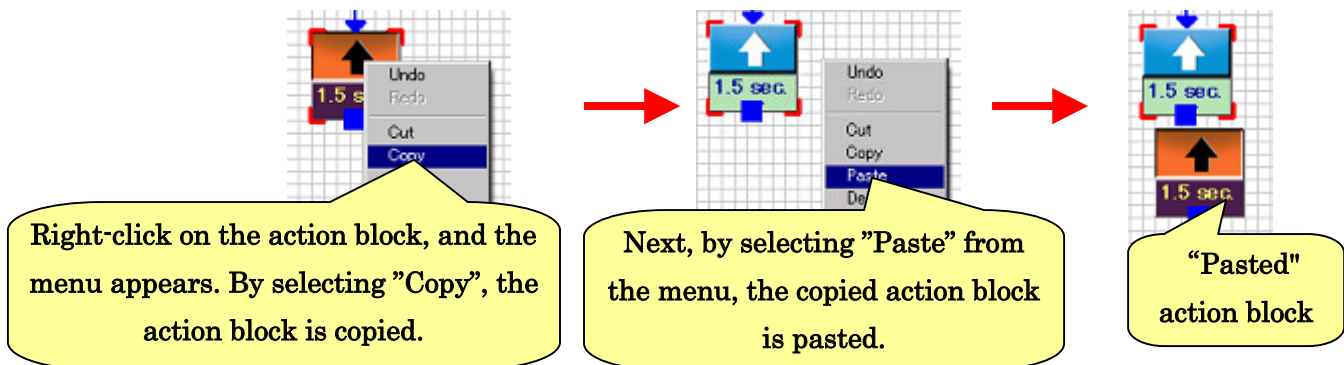 1.5 s
Undo
Redo
Cut
Copy
Right-click on the action block, and the
menu appears. By selecting ”Copy”, the
action block is copied.
1.5 sec.
Undo
Redo
Cut
Copy
Paste
De
Next, by selecting ”Paste” from
the menu, the copied action block
is pasted.
1.5 sec.
1.5 sec.
“Pasted"
action block